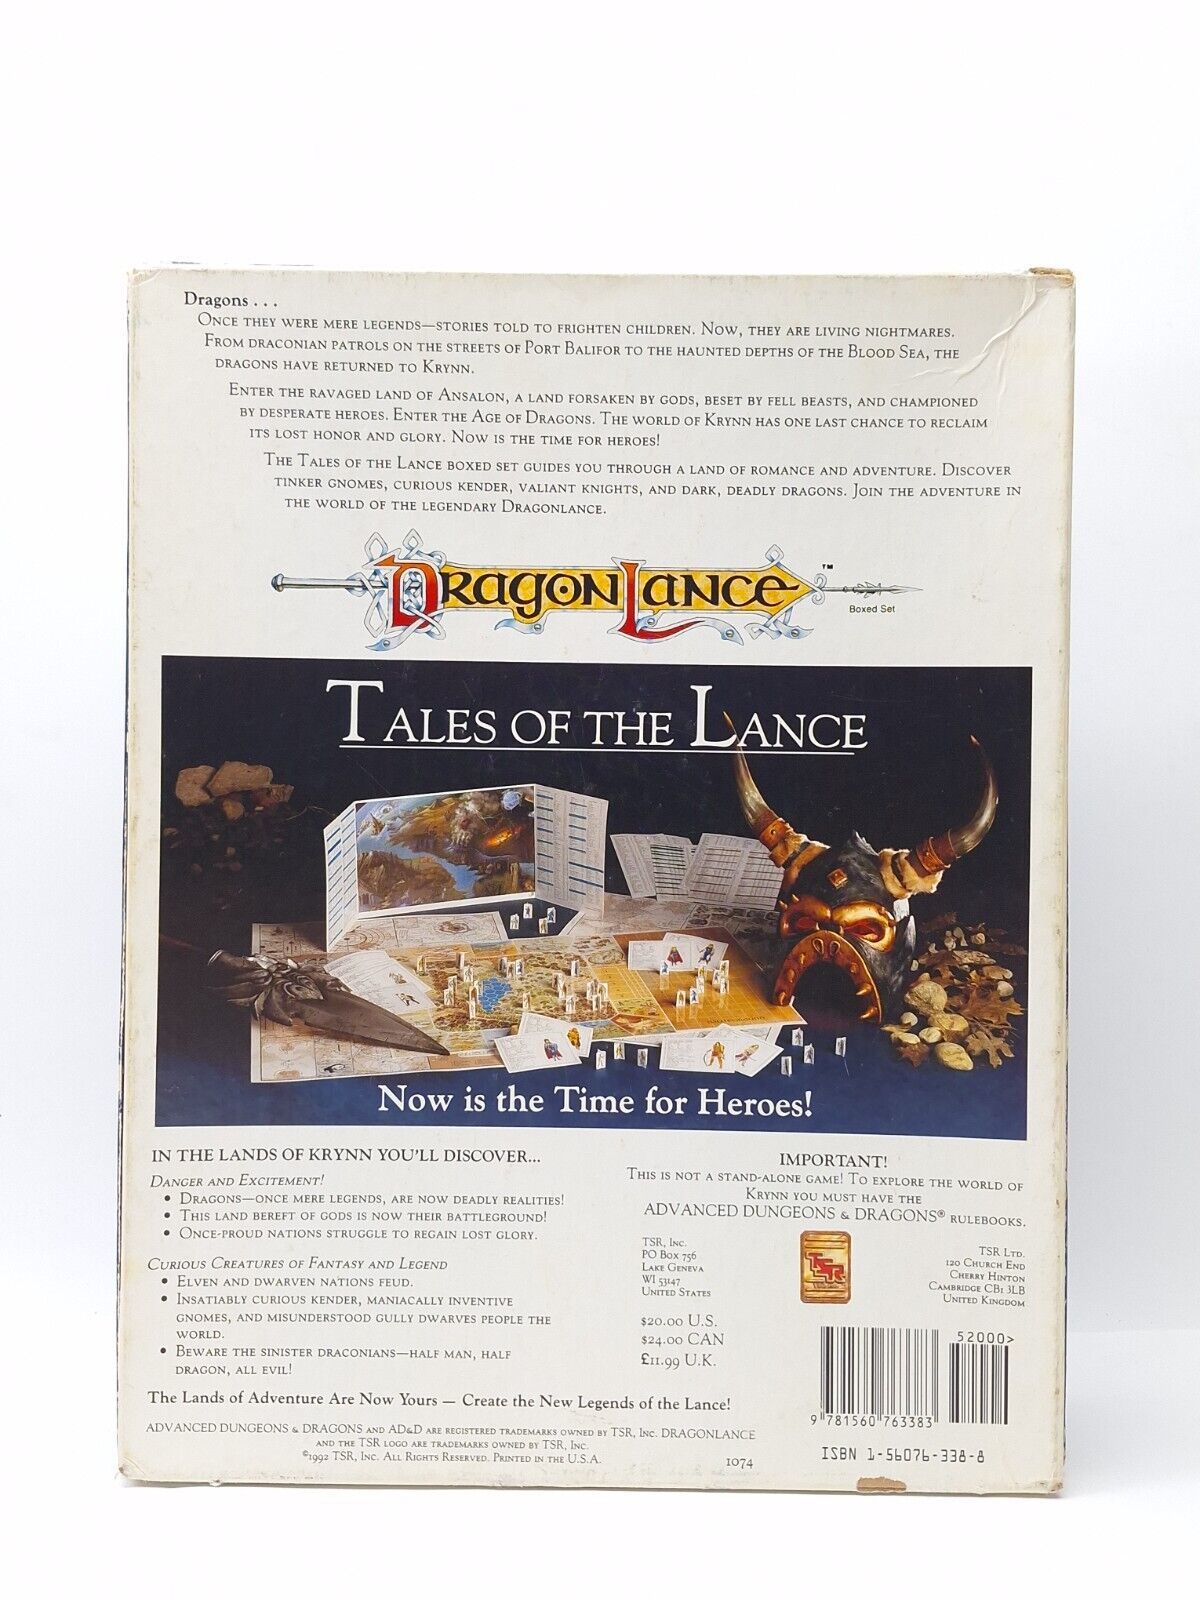 Dragons . . .
Once they were mere legends—stories told to frighten children. Now, they are living nightmares.
From draconian patrols on the streets of Port Balifor to the haunted depths of the Blood Sea, the
dragons have returned to Krynn.
Enter the ravaged land of Ansalon, a land forsaken by gods, beset by fell beasts, and championed
by desperate heroes. Enter the Age of Dragons. The world of Krynn has one last chance to reclaim
its lost honor and glory. Now is the time for heroes!
The Tales of the Lance boxed set guides you through a land of romance and adventure. Discover
tinker gnomes, curious kender, valiant knights, and dark, deadly dragons. Join the adventure in
the world of the legendary Dragonlance.
DragonLance™
Boxed Set
Tales of the Lance
Now is the Time for Heroes!
IN THE LANDS OF KRYNN YOU'LL DISCOVER...
Danger and Excitement!
• Dragons—once mere legends, are now deadly realities!
• This land bereft of gods is now their battleground!
• Once-proud nations struggle to regain lost glory.
Curious Creatures of Fantasy and Legend
• Elven and dwarven nations feud.
• Insatiably curious kender, maniacally inventive
gnomes, and misunderstood gully dwarves people the
world.
• Beware the sinister draconians—half man, half
dragon, all evil!
The Lands of Adventure Are Now Yours — Create the New Legends of the Lance!
ADVANCED DUNGEONS & DRAGONS and AD&D are registered trademarks owned by TSR, Inc. DRAGONLANCE
and the TSR logo are trademarks owned by TSR, Inc.
©1992 TSR, Inc. All Rights Reserved. Printed in the U.S.A.
1074
IMPORTANT!
This is not a stand-alone game! To explore the world of
Krynn you must have the
ADVANCED DUNGEONS & DRAGONS® rulebooks.
TSR, Inc.
PO Box 756
Lake Geneva
WI 53147
United States
TSR
TSR Ltd.
120 Church End
Cherry Hinton
Cambridge CB1 3LB
United Kingdom
$20.00 U.S.
$24.00 CAN
£11.99 U.K.
52000>
9 781560 763383
ISBN 1-56076-338-8